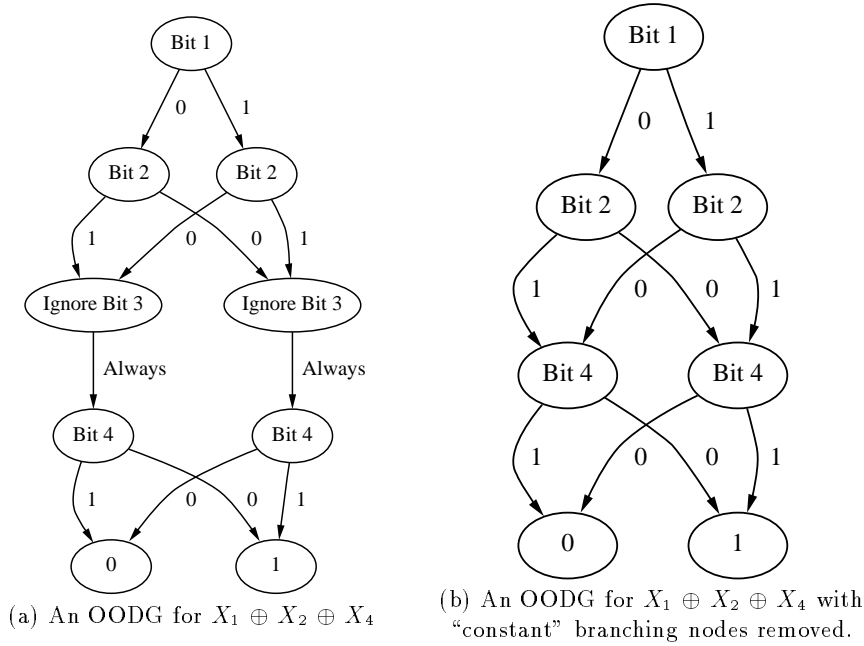 Bit 1
0
1
Bit 2
Bit 2
1
0
0
1
Ignore Bit 3
Ignore Bit 3
Always
Always
Bit 4
Bit 4
1
0
0
1
0
1
(a) An OODG for X₁ ⊕ X₂ ⊕ X₄
Bit 1
0
1
Bit 2
Bit 2
1
0
0
1
Bit 4
Bit 4
1
0
0
1
0
1
(b) An OODG for X₁ ⊕ X₂ ⊕ X₄ with
“constant” branching nodes removed.